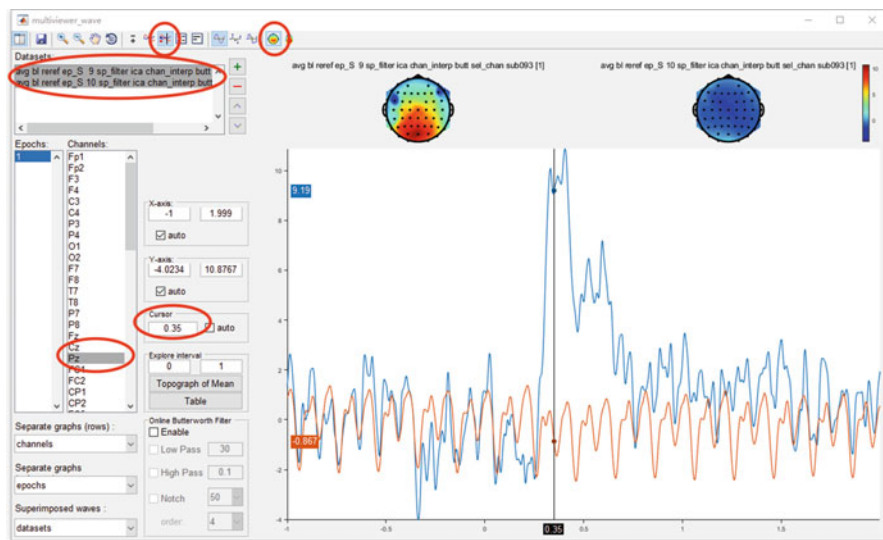 multiviewer_wave
Datasets:
avg bl reref ep_S 9 sp_filter ica chan_interp butt
avg bl reref ep_S 10 sp_filter ica chan_interp butt
avg bl reref ep_S 9 sp_filter ica chan_interp butt sel_chan sub093 [1]
avg bl reref ep_S 10 sp_filter ica chan_interp butt sel_chan sub093 [1]
10
5
0
Epochs:
1
Channels:
Fp1
Fp2
F3
F4
C3
C4
P3
P4
O1
O2
F7
F8
T7
T8
P7
P8
Fz
Cz
Pz
FC1
FC2
CP1
CP2
X-axis:
-1
1.999
auto
Y-axis:
-4.0234
10.8767
auto
Cursor
0.35
auto
Explore interval
0
1
Topograph of Mean
Table
Online Butterworth Filter
Enable
Low Pass
30
High Pass
0.1
Notch
50
order:
4
Separate graphs (rows) :
channels
Separate graphs
epochs
Superimposed waves :
datasets
10
9.19
8
6
4
2
0
-0.867
-2
-4
-1
-0.5
0
0.35
0.5
1
1.5